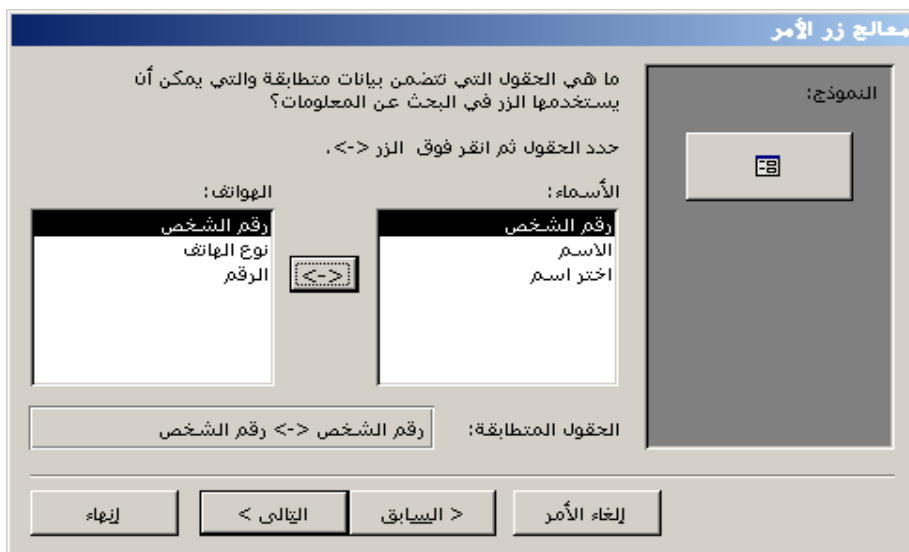 معالج زر الأمر
النموذج:
ما هي الحقول التي تتضمن بيانات متطابقة والتي يمكن أن
يستخدمها الزر في البحث عن المعلومات؟
حدد الحقول ثم انقر فوق الزر <->.
الأسماء:
رقم الشخص
الاسم
اختر اسم
<->
الهواتف:
رقم الشخص
نوع الهاتف
الرقم
الحقول المتطابقة:
رقم الشخص <-> رقم الشخص
إلغاء الأمر
< السابق
التالي >
إنهاء